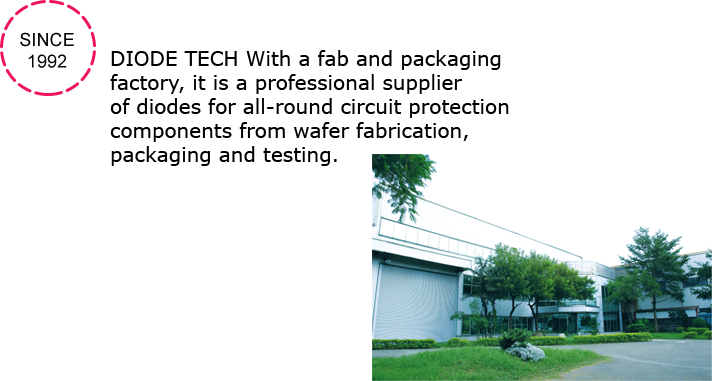 SINCE
1992
DIODE TECH With a fab and packaging
factory, it is a professional supplier
of diodes for all-round circuit protection
components from wafer fabrication,
packaging and testing.